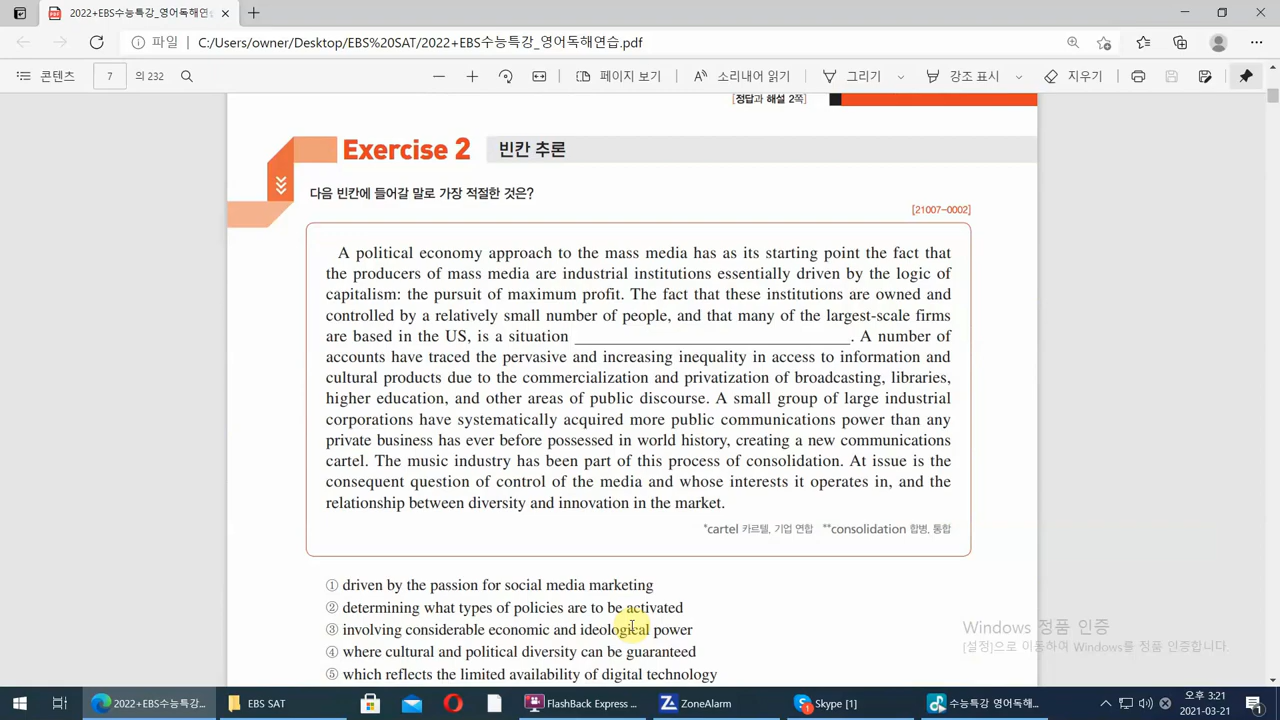 2022+EBS수능특강_영어독해연
파일 C:/Users/owner/Desktop/EBS%20SAT/2022+EBS수능특강_영어독해연습.pdf
콘텐츠 7 의 232 페이지 보기 소리내어 읽기 그리기 강조 표시 지우기
[정답과 해설 2쪽]
Exercise 2 빈칸 추론
다음 빈칸에 들어갈 말로 가장 적절한 것은?
[21007-0002]
A political economy approach to the mass media has as its starting point the fact that
the producers of mass media are industrial institutions essentially driven by the logic of
capitalism: the pursuit of maximum profit. The fact that these institutions are owned and
controlled by a relatively small number of people, and that many of the largest-scale firms
are based in the US, is a situation ______________________________. A number of
accounts have traced the pervasive and increasing inequality in access to information and
cultural products due to the commercialization and privatization of broadcasting, libraries,
higher education, and other areas of public discourse. A small group of large industrial
corporations have systematically acquired more public communications power than any
private business has ever before possessed in world history, creating a new communications
cartel. The music industry has been part of this process of consolidation. At issue is the
consequent question of control of the media and whose interests it operates in, and the
relationship between diversity and innovation in the market.
*cartel 카르텔, 기업 연합 **consolidation 합병, 통합
① driven by the passion for social media marketing
② determining what types of policies are to be activated
③ involving considerable economic and ideological power
④ where cultural and political diversity can be guaranteed
⑤ which reflects the limited availability of digital technology
Windows 정품 인증
[설정]으로 이동하여 Windows를 정품 인증합니다.
2022+EBS수능특강... EBS SAT FlashBack Express ... ZoneAlarm Skype [1] 수능특강 영어독해... 오후 3:21
2021-03-21